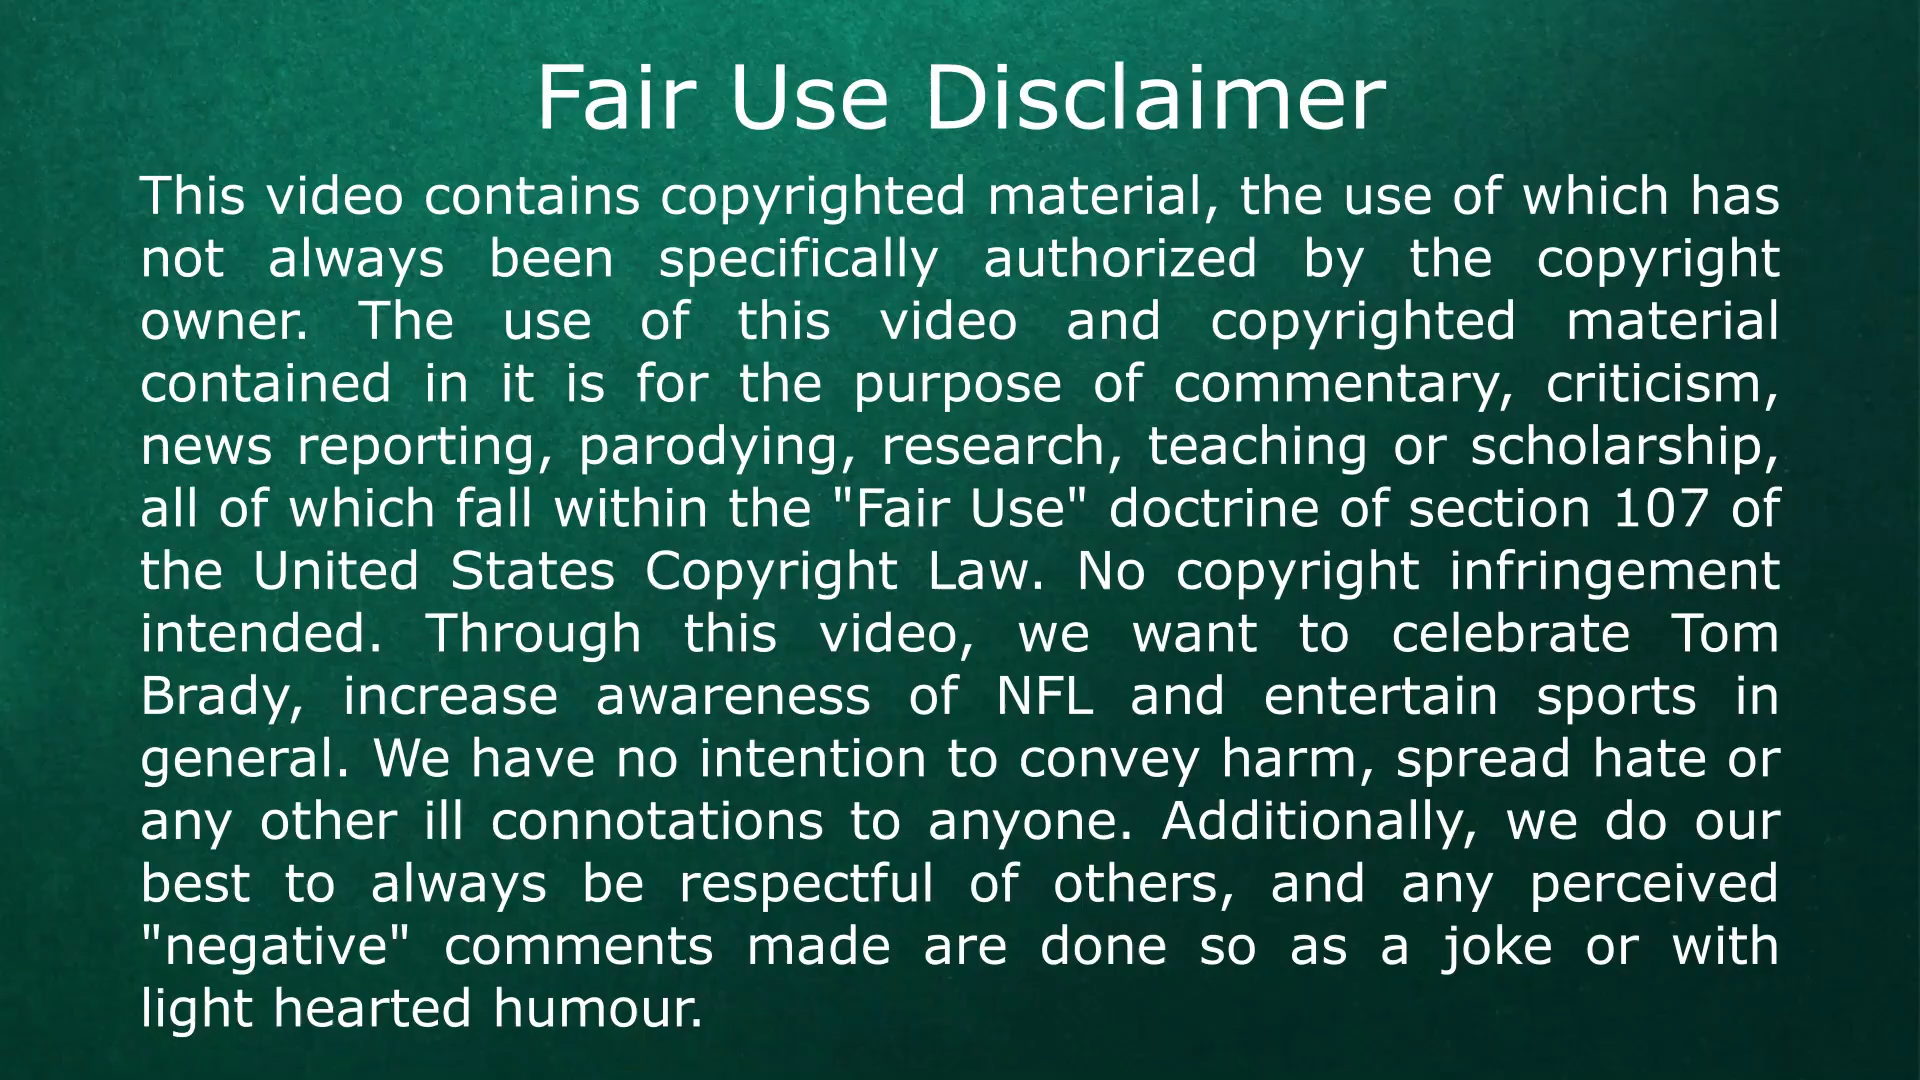 Fair Use Disclaimer
This video contains copyrighted material, the use of which has
not always been specifically authorized by the copyright
owner. The use of this video and copyrighted material
contained in it is for the purpose of commentary, criticism,
news reporting, parodying, research, teaching or scholarship,
all of which fall within the "Fair Use" doctrine of section 107 of
the United States Copyright Law. No copyright infringement
intended. Through this video, we want to celebrate Tom
Brady, increase awareness of NFL and entertain sports in
general. We have no intention to convey harm, spread hate or
any other ill connotations to anyone. Additionally, we do our
best to always be respectful of others, and any perceived
"negative" comments made are done so as a joke or with
light hearted humour.